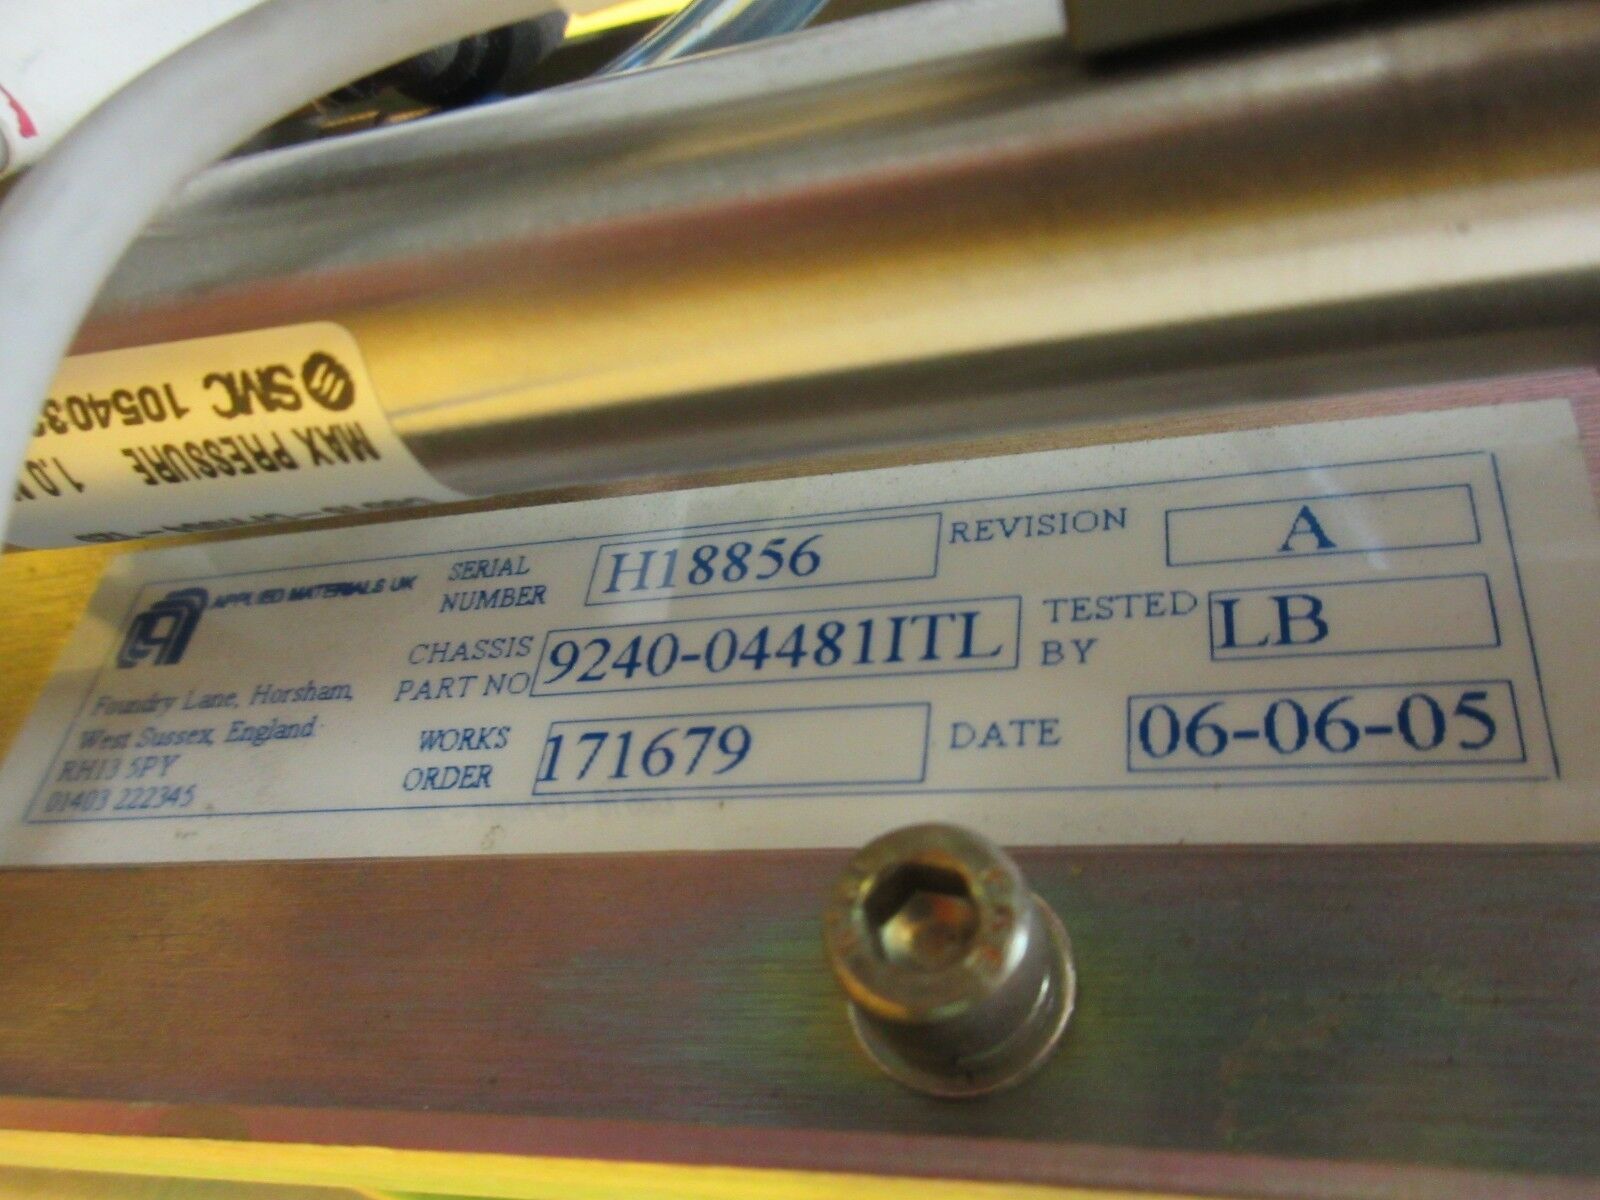 SMC 105403
MAX PRESSURE 1.0
APPLIED MATERIALS UK
Foundry Lane, Horsham,
West Sussex, England
RH13 5PY
01403 222345
SERIAL NUMBER H18856
REVISION A
CHASSIS PART NO 9240-04481ITL
TESTED BY LB
WORKS ORDER 171679
DATE 06-06-05